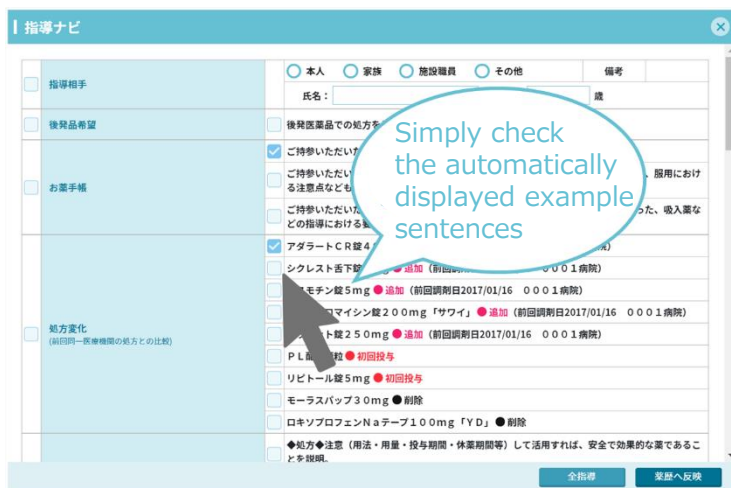 指導ナビ
指導相手
本人 家族 施設職員 その他 備考
氏名: 歳
後発品希望
後発医薬品での処方を
お薬手帳
ご持参いただいた
ご持参いただい 、服用におけ
る注意点なども
ご持参いただいた った、吸入薬な
どの指導における
Simply check
the automatically
displayed example
sentences
処方変化
(前回同一医療機関の処方との比較)
アダラートCR錠4
シクレスト舌下錠 mg ●追加 (前回調剤 0001病院)
モチン錠5mg ●追加 (前回調剤日2017/01/16 0001病院)
ロマイシン錠200mg「サワイ」 ●追加 (前回調剤日2017/01/16 0001病院)
ト錠250mg ●追加 (前回調剤日2017/01/16 0001病院)
PL 粒 ●初回投与
リピトール錠5mg ●初回投与
モーラスパップ30mg ●削除
ロキソプロフェンNaテープ100mg「YD」 ●削除
◆処方◆注意(用法・用量・投与期間・休薬期間等)して活用すれば、安全で効果的な薬であるこ
とを説明。
全指導 薬歴へ反映